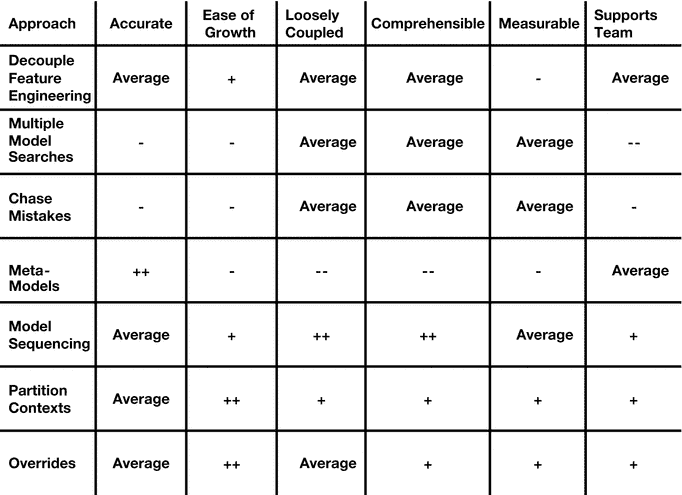 Approach Accurate Ease of Growth Loosely Coupled Comprehensible Measurable Supports Team
Decouple Feature Engineering Average + Average Average - Average
Multiple Model Searches - - Average Average Average --
Chase Mistakes - - Average Average Average -
Meta-Models ++ - -- -- - Average
Model Sequencing Average + ++ ++ Average +
Partition Contexts Average ++ + + + +
Overrides Average ++ Average + + +